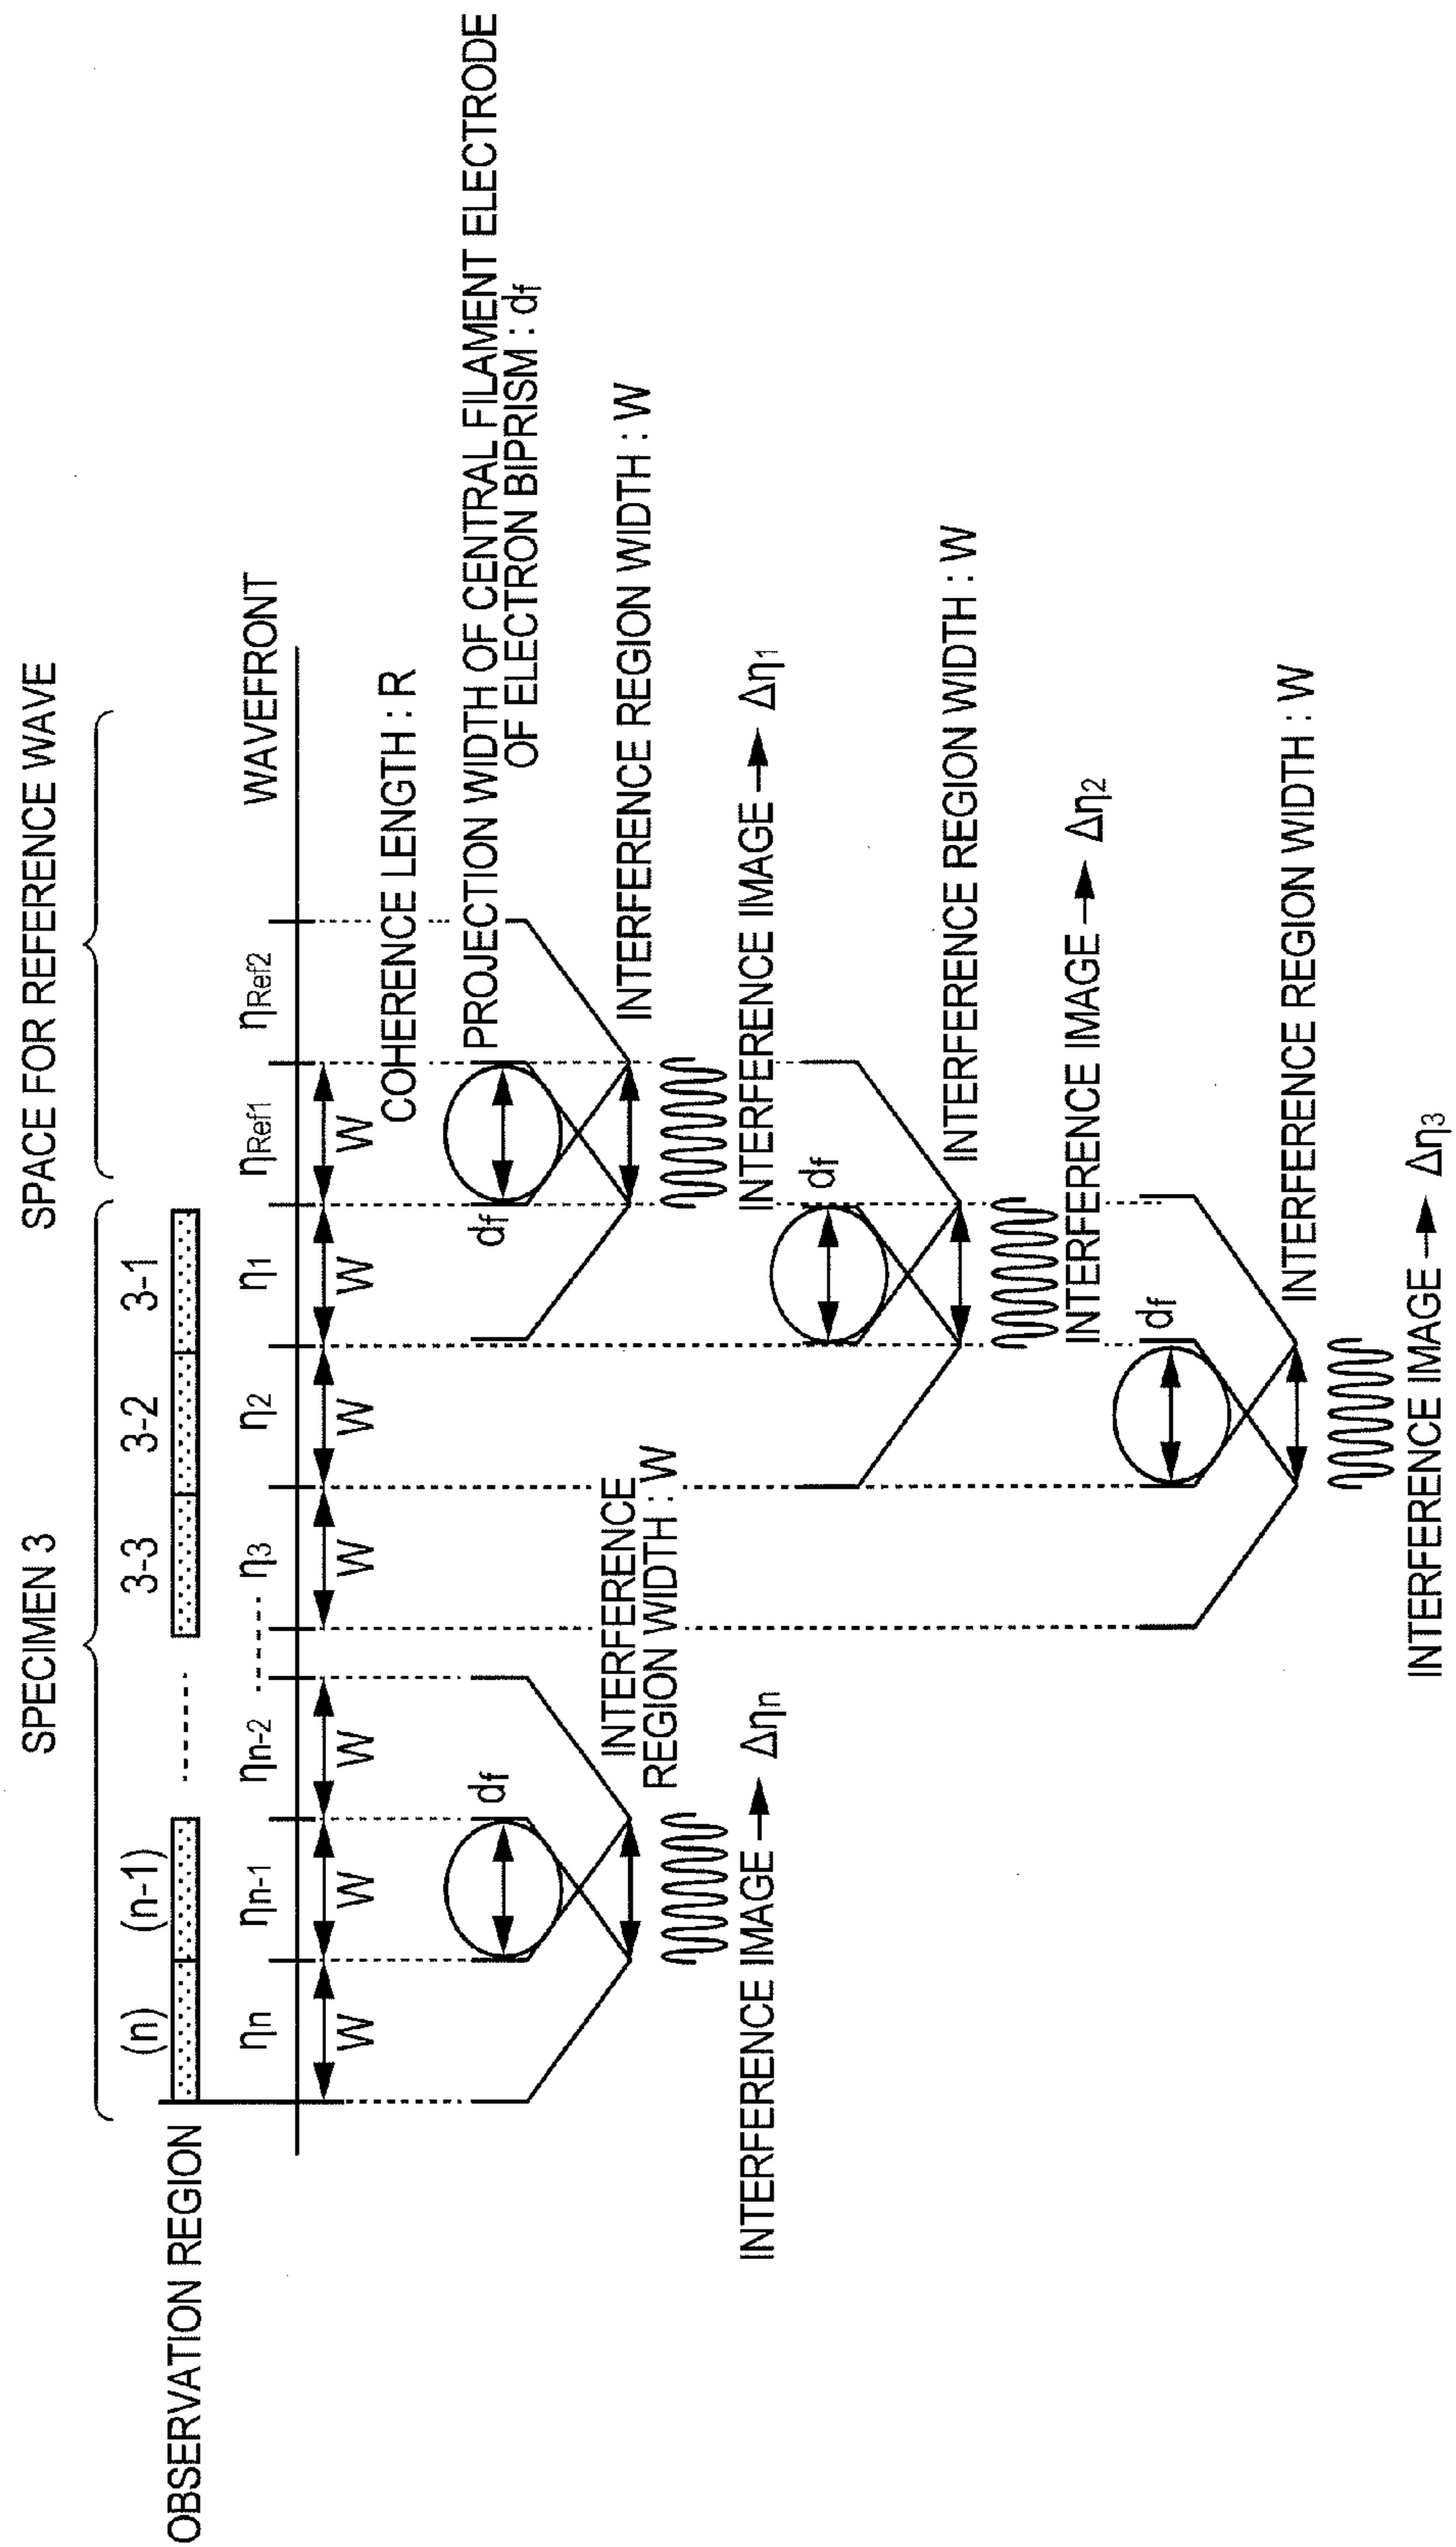 SPECIMEN 3
SPACE FOR REFERENCE WAVE
OBSERVATION REGION
(n)
(n-1)
3-3
3-2
3-1
ηn
ηn-1
ηn-2
η3
η2
η1
ηRef1
ηRef2
WAVEFRONT
W
W
W
W
W
W
W
COHERENCE LENGTH : R
df
df
PROJECTION WIDTH OF CENTRAL FILAMENT ELECTRODE
OF ELECTRON BIPRISM : df
INTERFERENCE
REGION WIDTH : W
INTERFERENCE REGION WIDTH : W
INTERFERENCE IMAGE → Δηn
INTERFERENCE IMAGE → Δη1
df
INTERFERENCE REGION WIDTH : W
INTERFERENCE IMAGE → Δη2
df
INTERFERENCE REGION WIDTH : W
INTERFERENCE IMAGE → Δη3